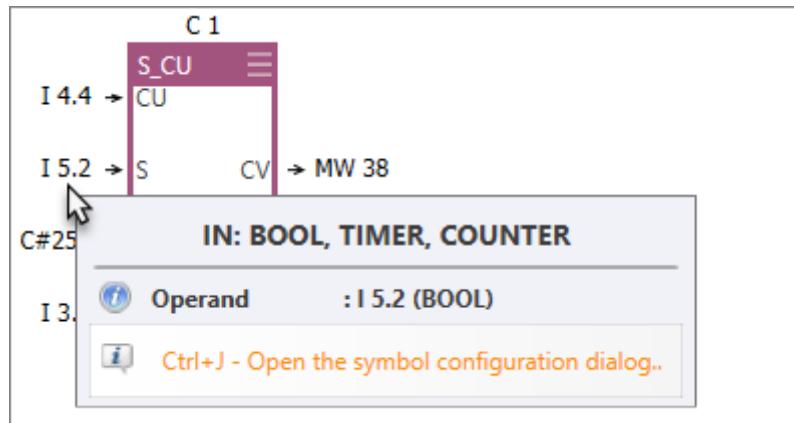 C 1
S_CU
I 4.4 → CU
I 5.2 → S CV → MW 38
IN: BOOL, TIMER, COUNTER
C#25
Operand : I 5.2 (BOOL)
I 3.
Ctrl+J - Open the symbol configuration dialog..